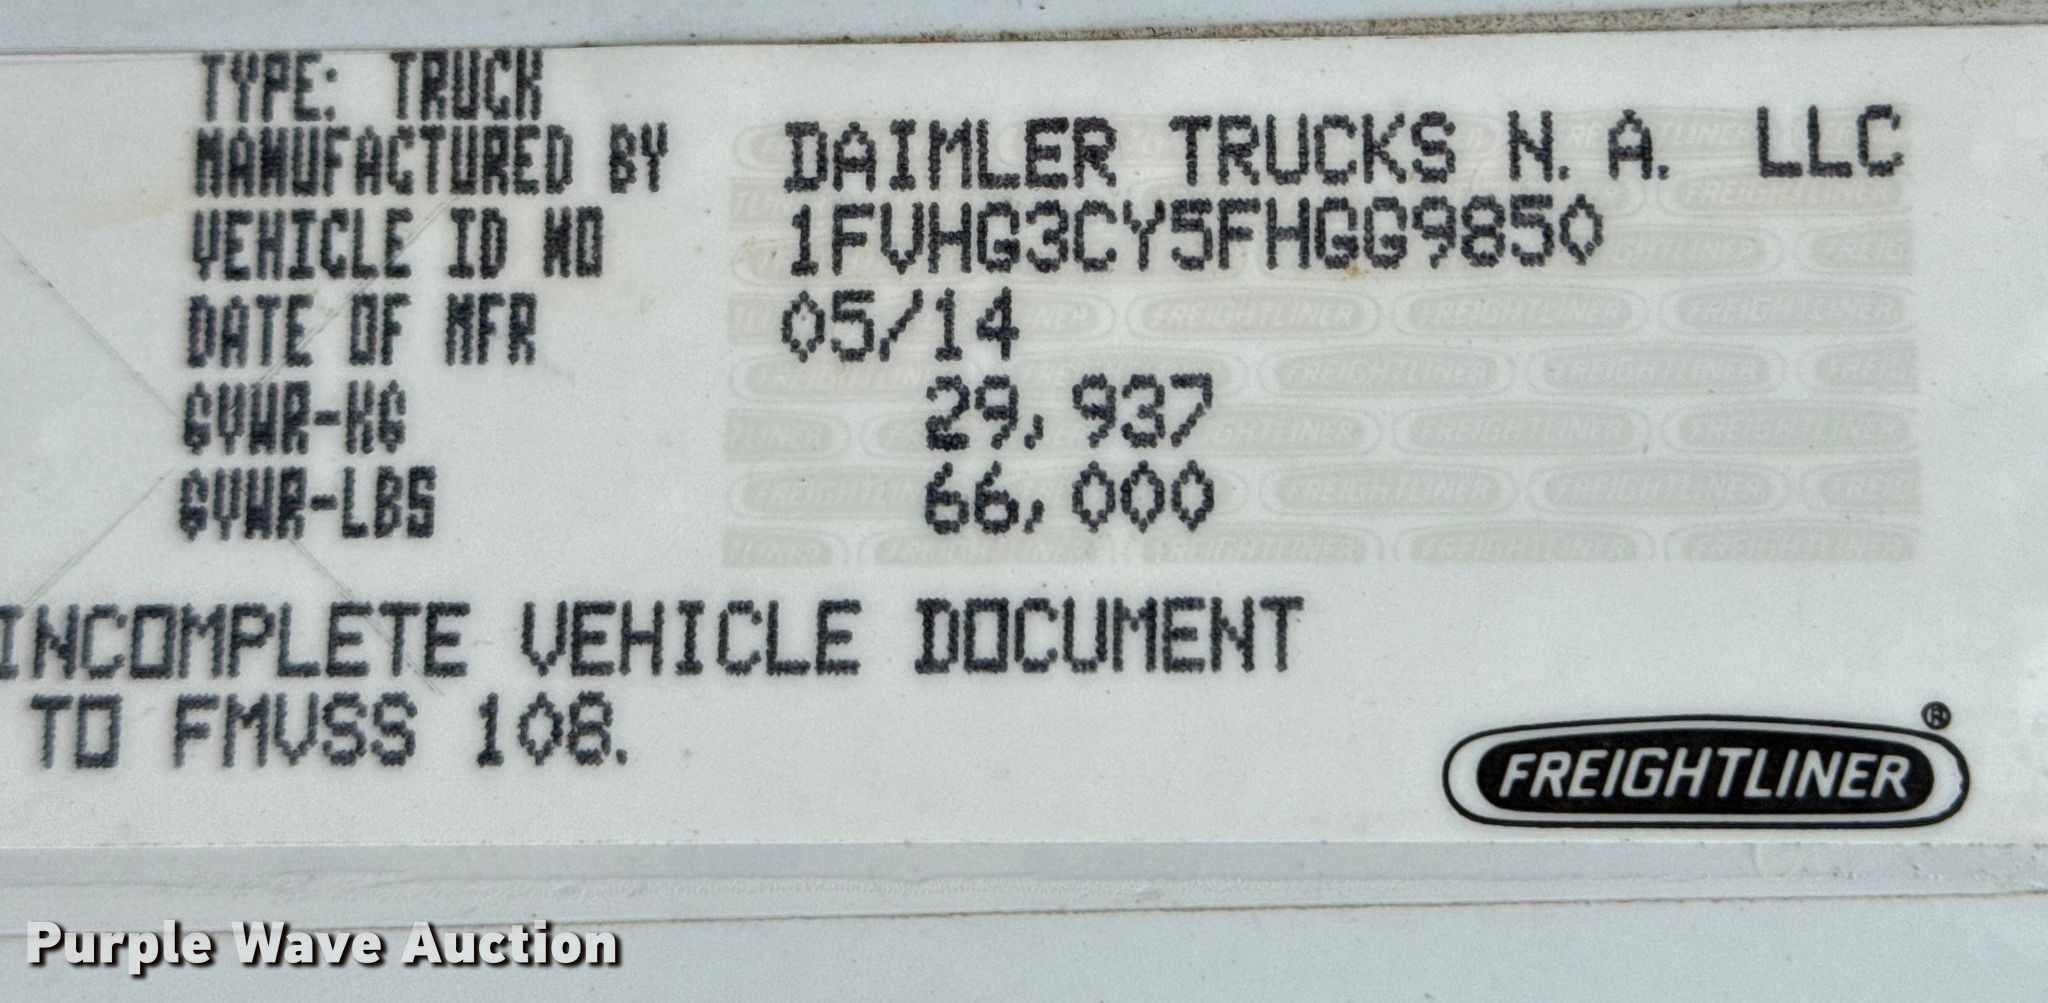 TYPE: TRUCK
MANUFACTURED BY DAIMLER TRUCKS N.A. LLC
VEHICLE ID NO 1FVHG3CY5FHGG9850
DATE OF MFR 05/14
GVWR-KG 29,937
GVWR-LBS 66,000
INCOMPLETE VEHICLE DOCUMENT
TO FMVSS 108.
FREIGHTLINER®
Purple Wave Auction